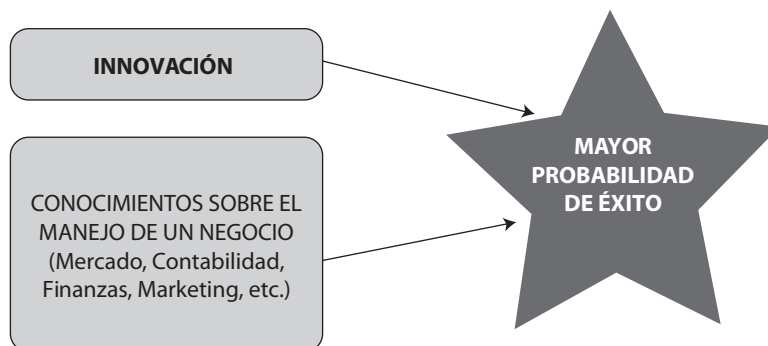 INNOVACIÓN
CONOCIMIENTOS SOBRE EL
MANEJO DE UN NEGOCIO
(Mercado, Contabilidad,
Finanzas, Marketing, etc.)
MAYOR
PROBABILIDAD
DE ÉXITO